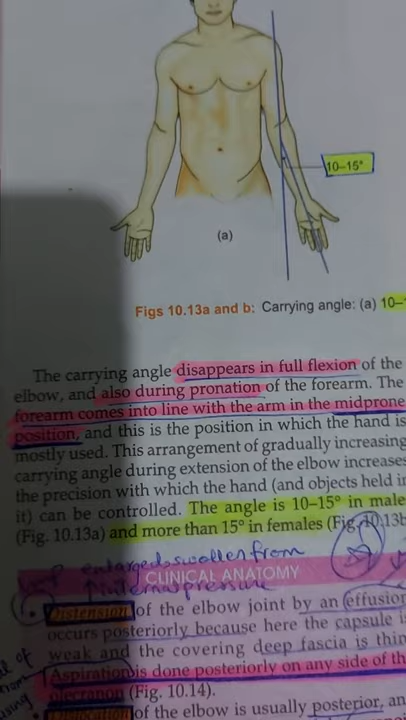 10–15°
(a)
Figs 10.13a and b: Carrying angle: (a) 10–
The carrying angle disappears in full flexion of the
elbow, and also during pronation of the forearm. The
forearm comes into line with the arm in the midprone
position, and this is the position in which the hand is
mostly used. This arrangement of gradually increasing
carrying angle during extension of the elbow increases
the precision with which the hand (and objects held in
it) can be controlled. The angle is 10–15° in male
(Fig. 10.13a) and more than 15° in females (Fig. 10.13b
enlarged swollen from
internal pressure
CLINICAL ANATOMY
• Distension of the elbow joint by an effusion
occurs posteriorly because here the capsule is
weak and the covering deep fascia is thin
Aspiration is done posteriorly on any side of the
olecranon (Fig. 10.14).
• Dislocation of the elbow is usually posterior, an